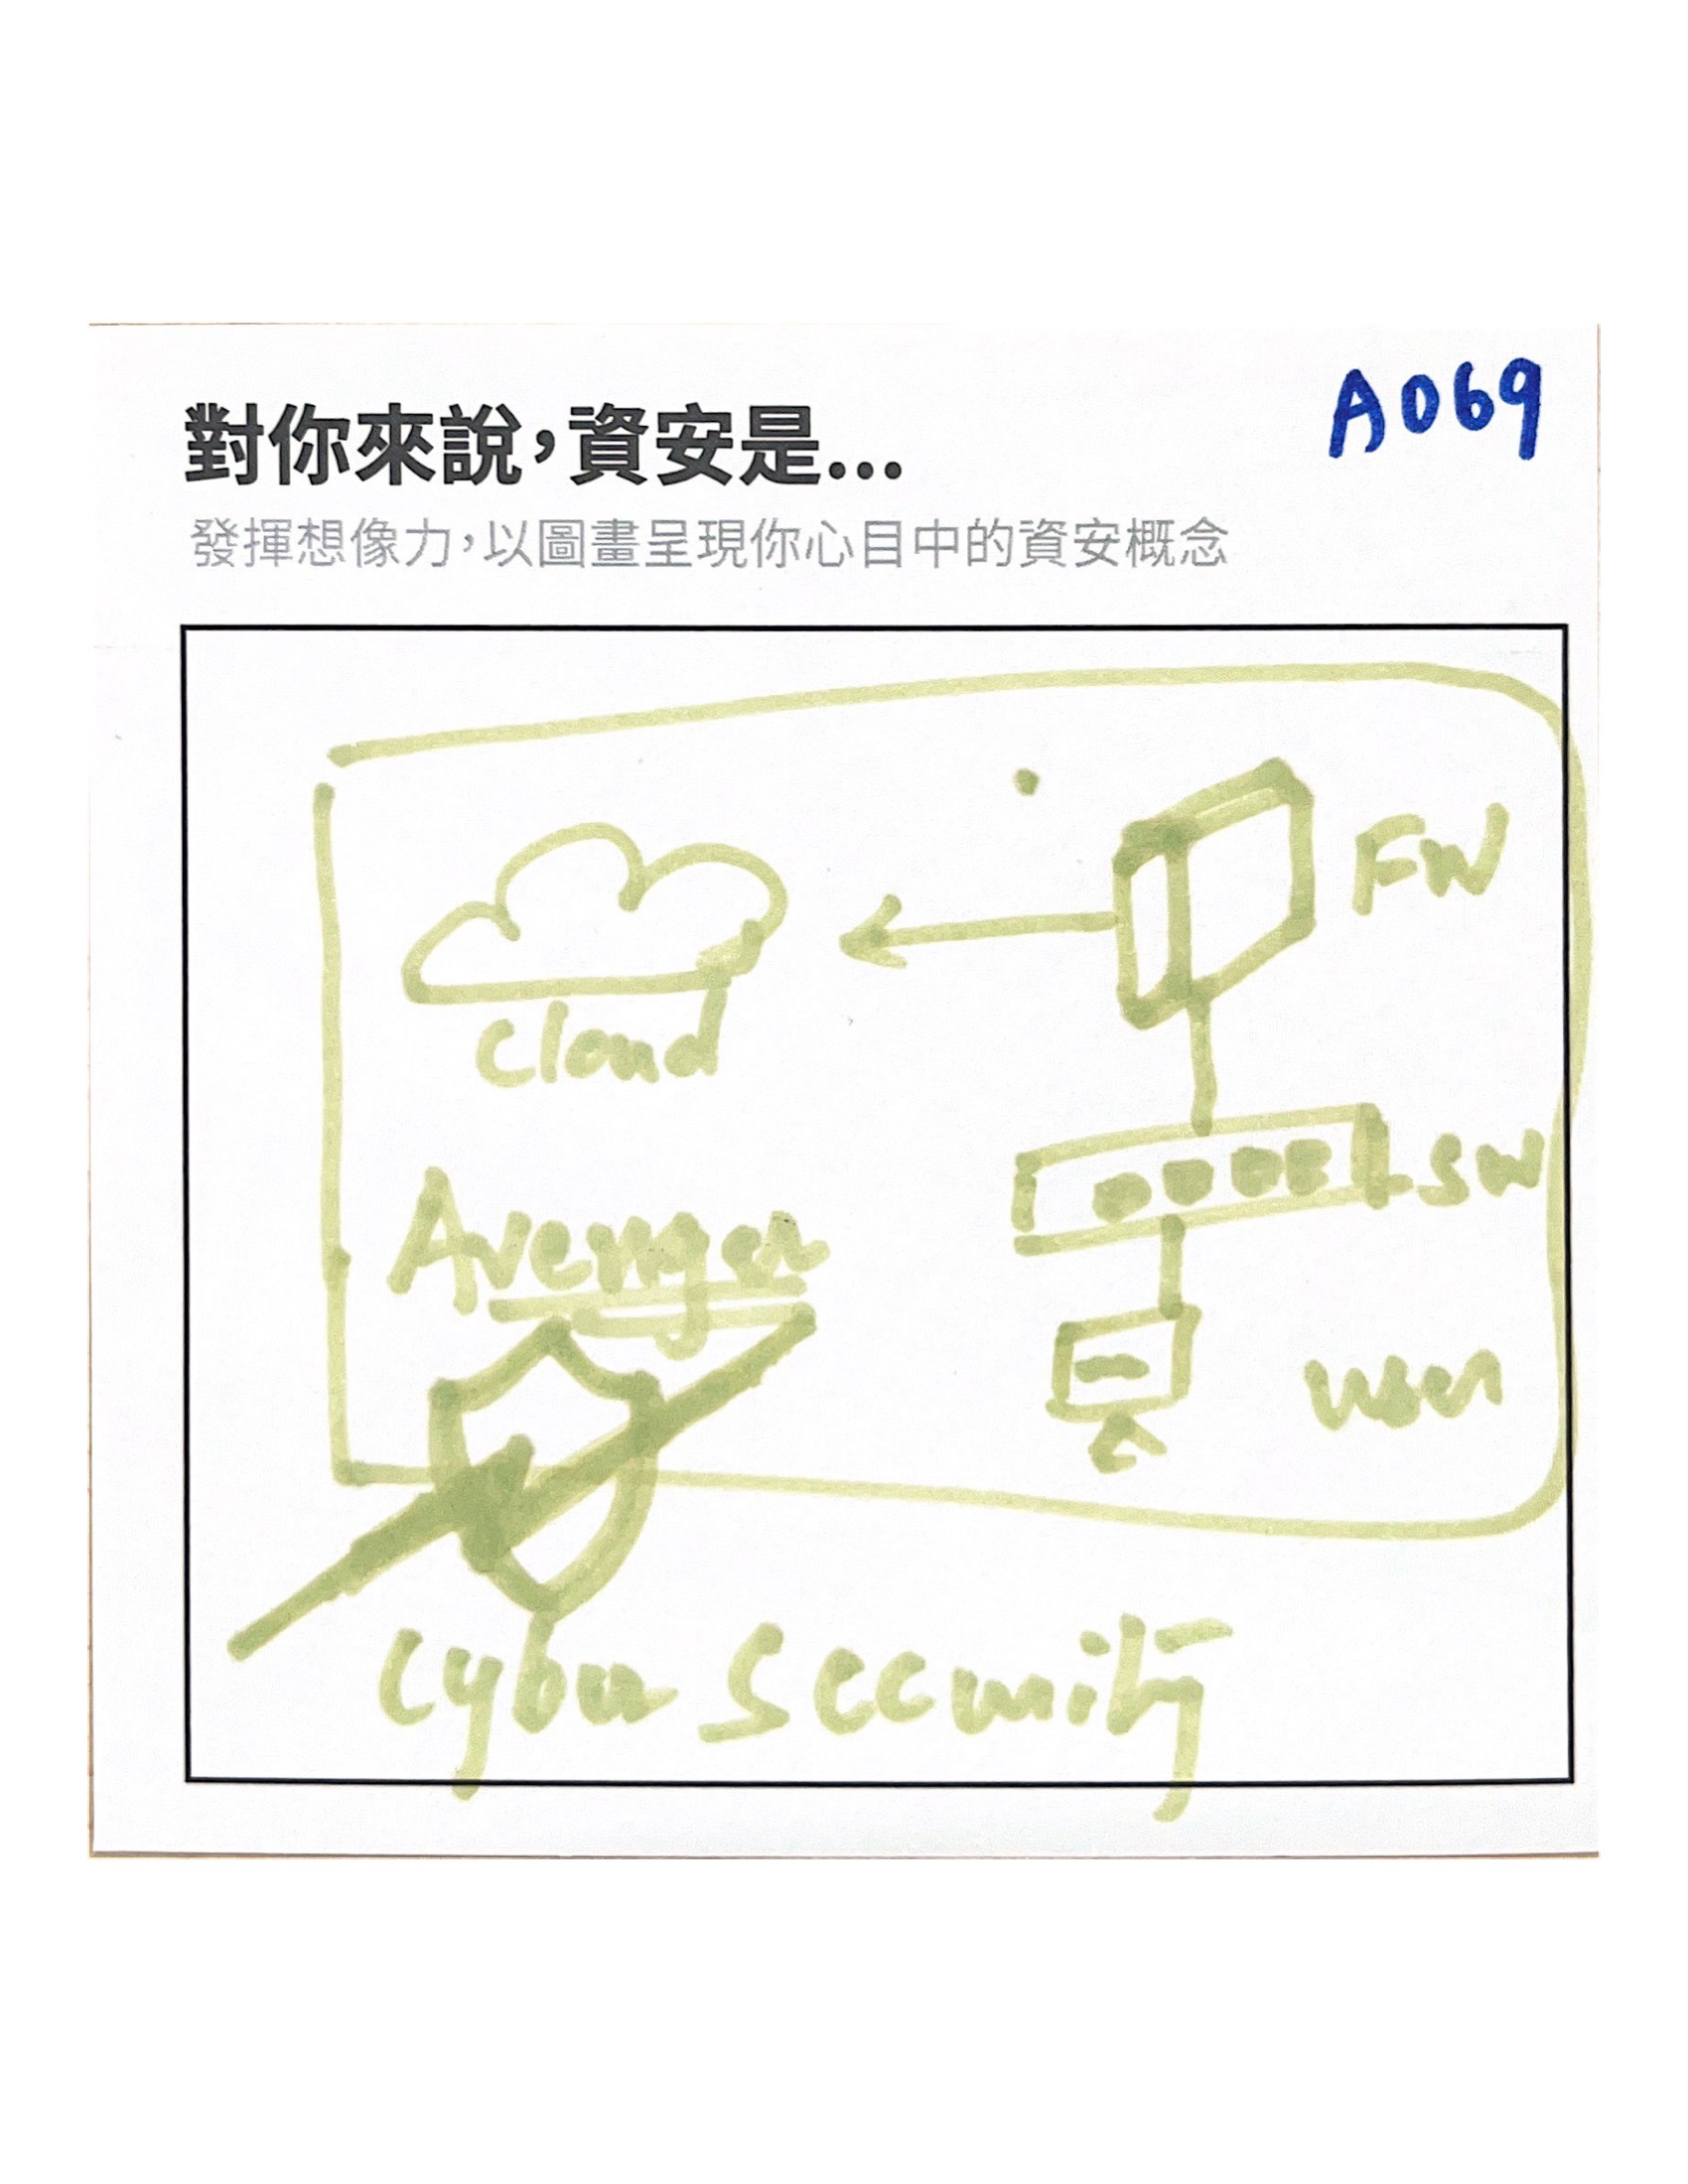 A069
對你來說，資安是...
發揮想像力，以圖畫呈現你心目中的資安概念
FW
Cloud
SW
Avenger
user
Cyber Security